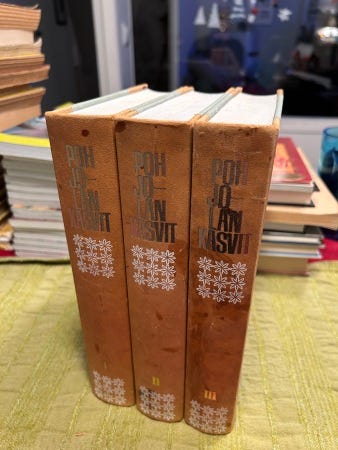 POH
JO-
LAN
KASVIT
I
POH
JO-
LAN
KASVIT
II
POH
JO-
LAN
KASVIT
III